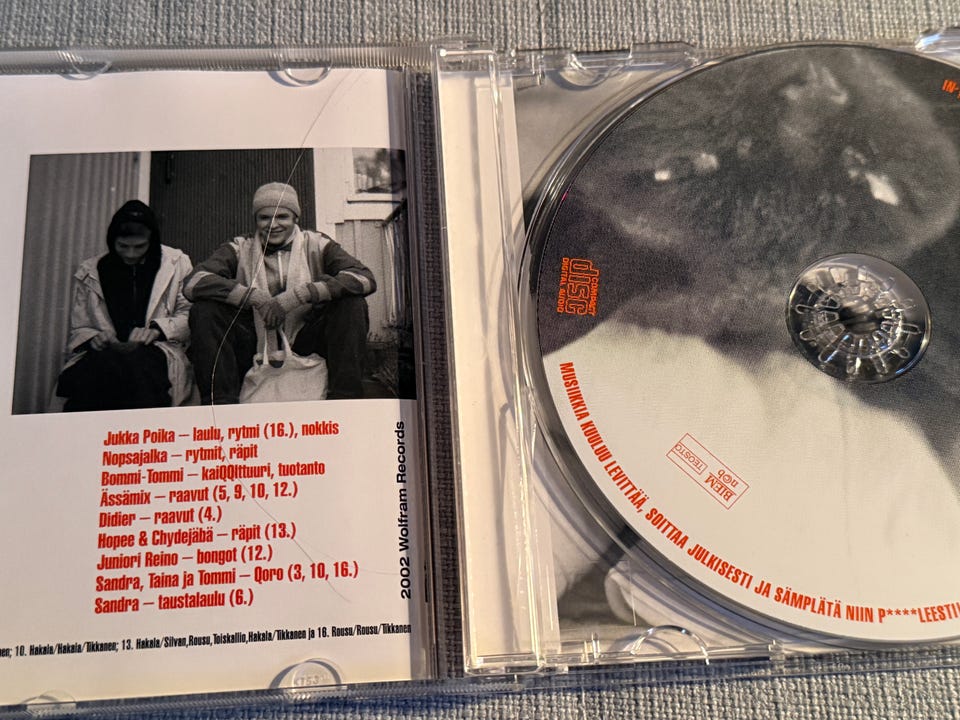 Jukka Poika – laulu, rytmi (16.), nokkis
Nopsajalka – rytmit, räpit
Bommi-Tommi – kaiQQlttuuri, tuotanto
Ässämix – raavut (5, 9, 10, 12.)
Didier – raavut (4.)
Hopee & Chydejäbä – räpit (13.)
Juniori Reino – bongot (12.)
Sandra, Taina ja Tommi – Qoro (3, 10, 16.)
Sandra – taustalaulu (6.)
10. Hakala/Hakala/Tikkanen; 13. Hakala/Silvan,Rousu,Toiskallio,Hakala/Tikkanen ja 16. Rousu/Rousu/Tikkanen
2002 Wolfram Records
COMPACT
disc
DIGITAL AUDIO
BIEM TEOSTO
n©b
MUSIIKKIA KUULUU LEVITTÄÄ, SOITTAA JULKISESTI JA SÄMPLÄTÄ NIIN P****LEESTI!